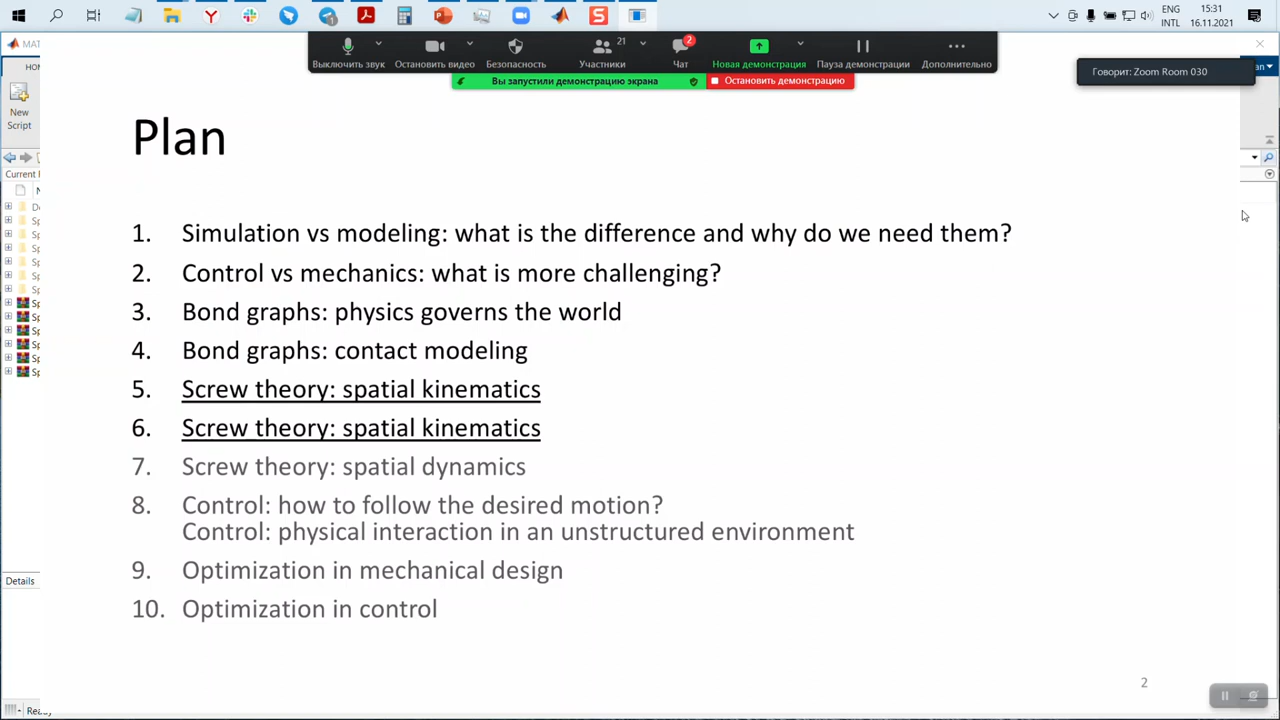 ENG
15:31
INTL
16.11.2021
21
2
Выключить звук
Остановить видео
Безопасность
Участники
Чат
Новая демонстрация
Пауза демонстрации
Дополнительно
Вы запустили демонстрацию экрана
Остановить демонстрацию
Говорит: Zoom Room 030
New
Script
Plan
1. Simulation vs modeling: what is the difference and why do we need them?
2. Control vs mechanics: what is more challenging?
3. Bond graphs: physics governs the world
4. Bond graphs: contact modeling
5. Screw theory: spatial kinematics
6. Screw theory: spatial kinematics
7. Screw theory: spatial dynamics
8. Control: how to follow the desired motion?
Control: physical interaction in an unstructured environment
9. Optimization in mechanical design
10. Optimization in control
Details
2